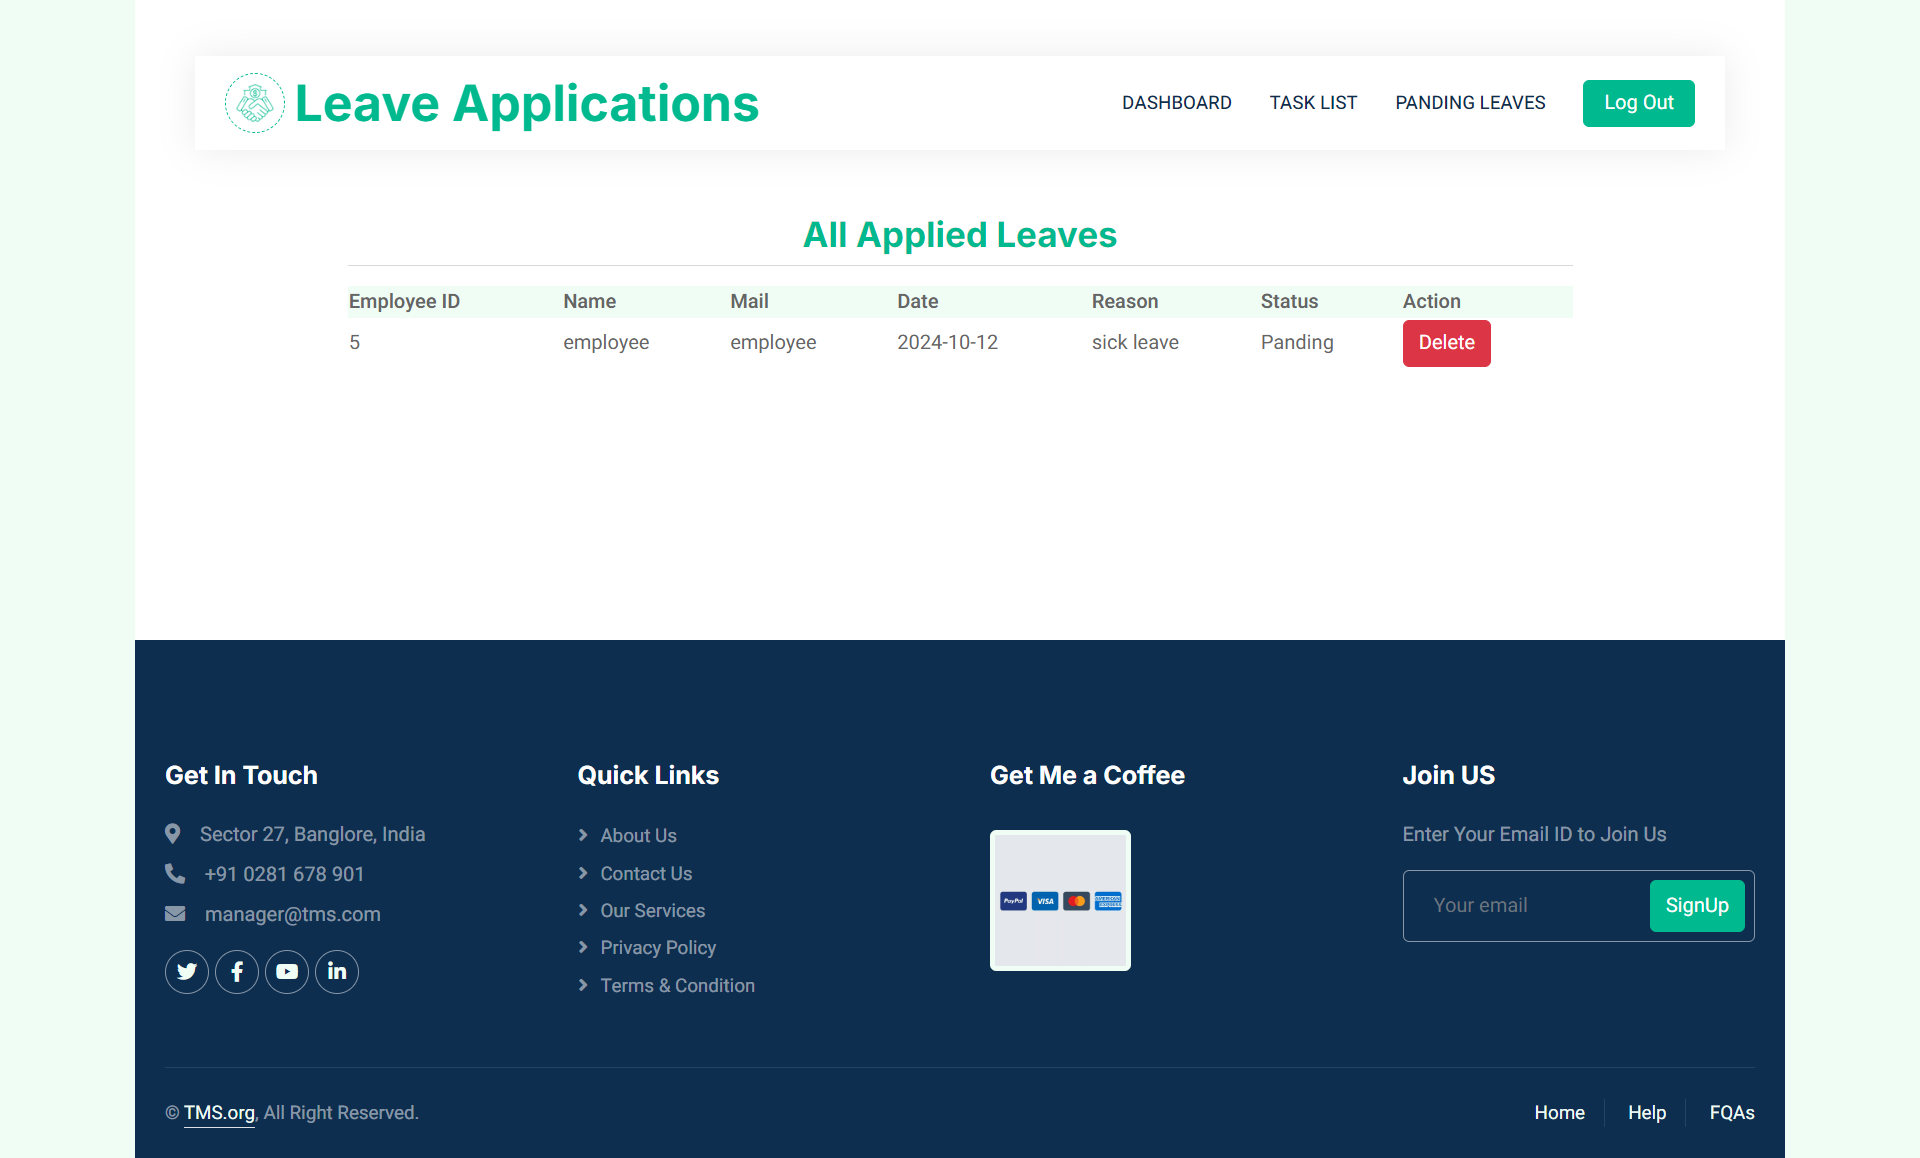 Leave Applications
DASHBOARD TASK LIST PANDING LEAVES Log Out
All Applied Leaves
Employee ID Name Mail Date Reason Status Action
5 employee employee 2024-10-12 sick leave Panding Delete
Get In Touch
Sector 27, Banglore, India
+91 0281 678 901
manager@tms.com
Quick Links
About Us
Contact Us
Our Services
Privacy Policy
Terms & Condition
Get Me a Coffee
PayPal VISA
Join US
Enter Your Email ID to Join Us
Your email SignUp
© TMS.org, All Right Reserved.
Home Help FQAs